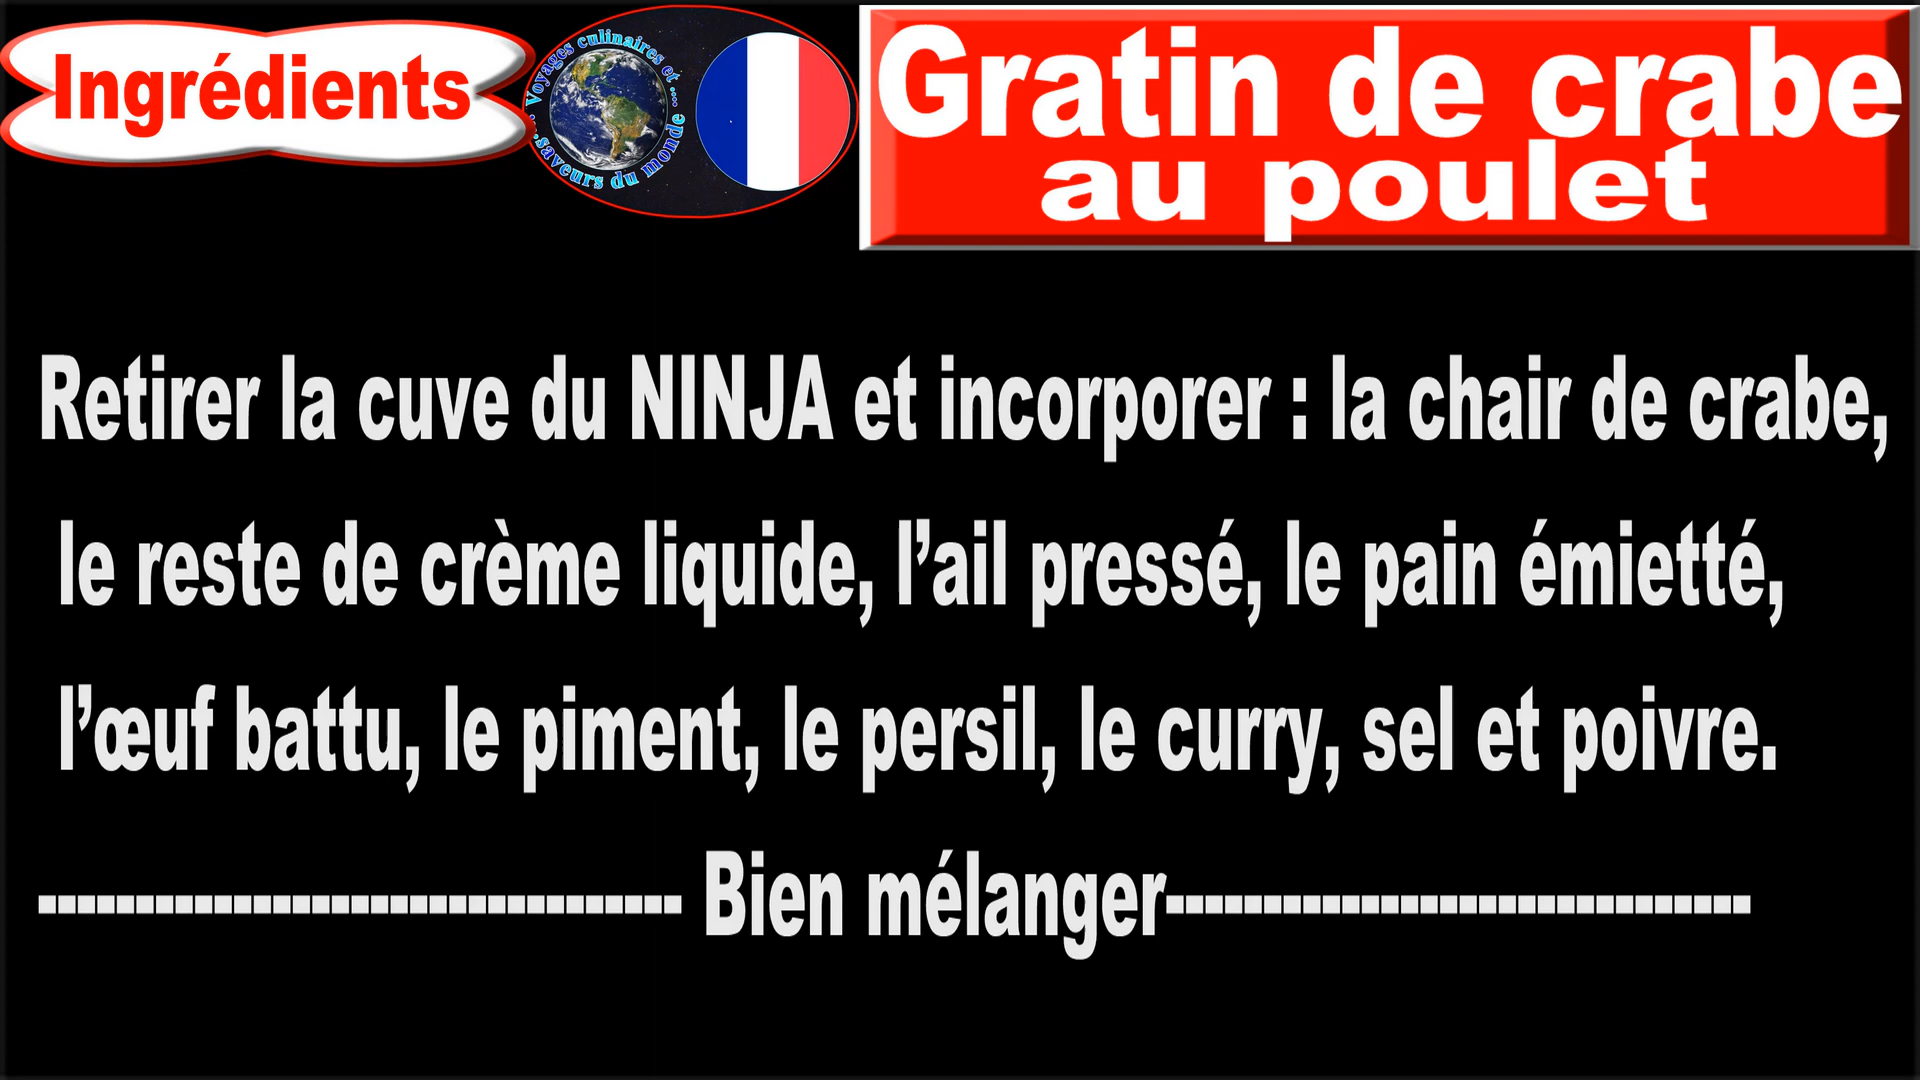 Ingrédients
Voyages culinaires et ....
...saveurs du monde
Gratin de crabe
au poulet
Retirer la cuve du NINJA et incorporer : la chair de crabe,
le reste de crème liquide, l’ail pressé, le pain émietté,
l’œuf battu, le piment, le persil, le curry, sel et poivre.
--------------------------------- Bien mélanger------------------------------